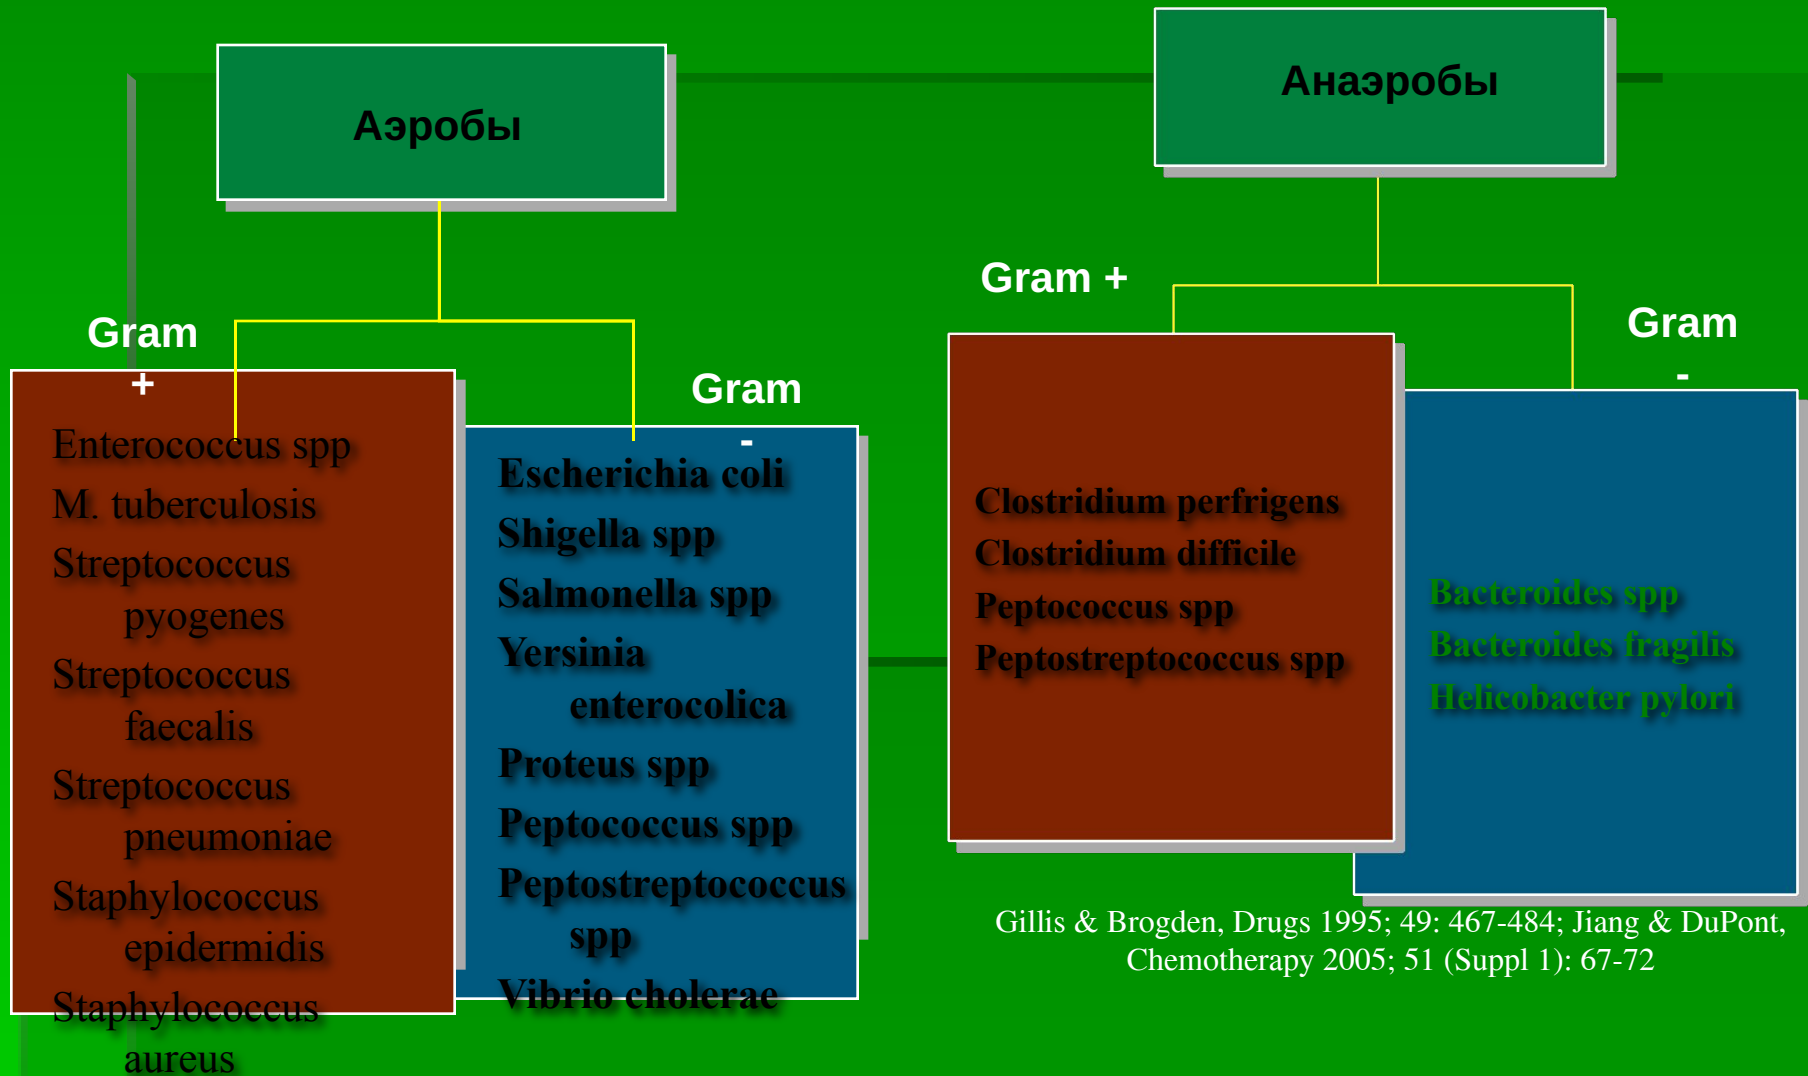 Аэробы
Gram
+
Enterococcus spp
M. tuberculosis
Streptococcus
pyogenes
Streptococcus
faecalis
Streptococcus
pneumoniae
Staphylococcus
epidermidis
Staphylococcus
aureus
Gram
-
Escherichia coli
Shigella spp
Salmonella spp
Yersinia
enterocolica
Proteus spp
Peptococcus spp
Peptostreptococcus
spp
Vibrio cholerae
Анаэробы
Gram +
Clostridium perfrigens
Clostridium difficile
Peptococcus spp
Peptostreptococcus spp
Gram
-
Bacteroides spp
Bacteroides fragilis
Helicobacter pylori
Gillis & Brogden, Drugs 1995; 49: 467-484; Jiang & DuPont,
Chemotherapy 2005; 51 (Suppl 1): 67-72